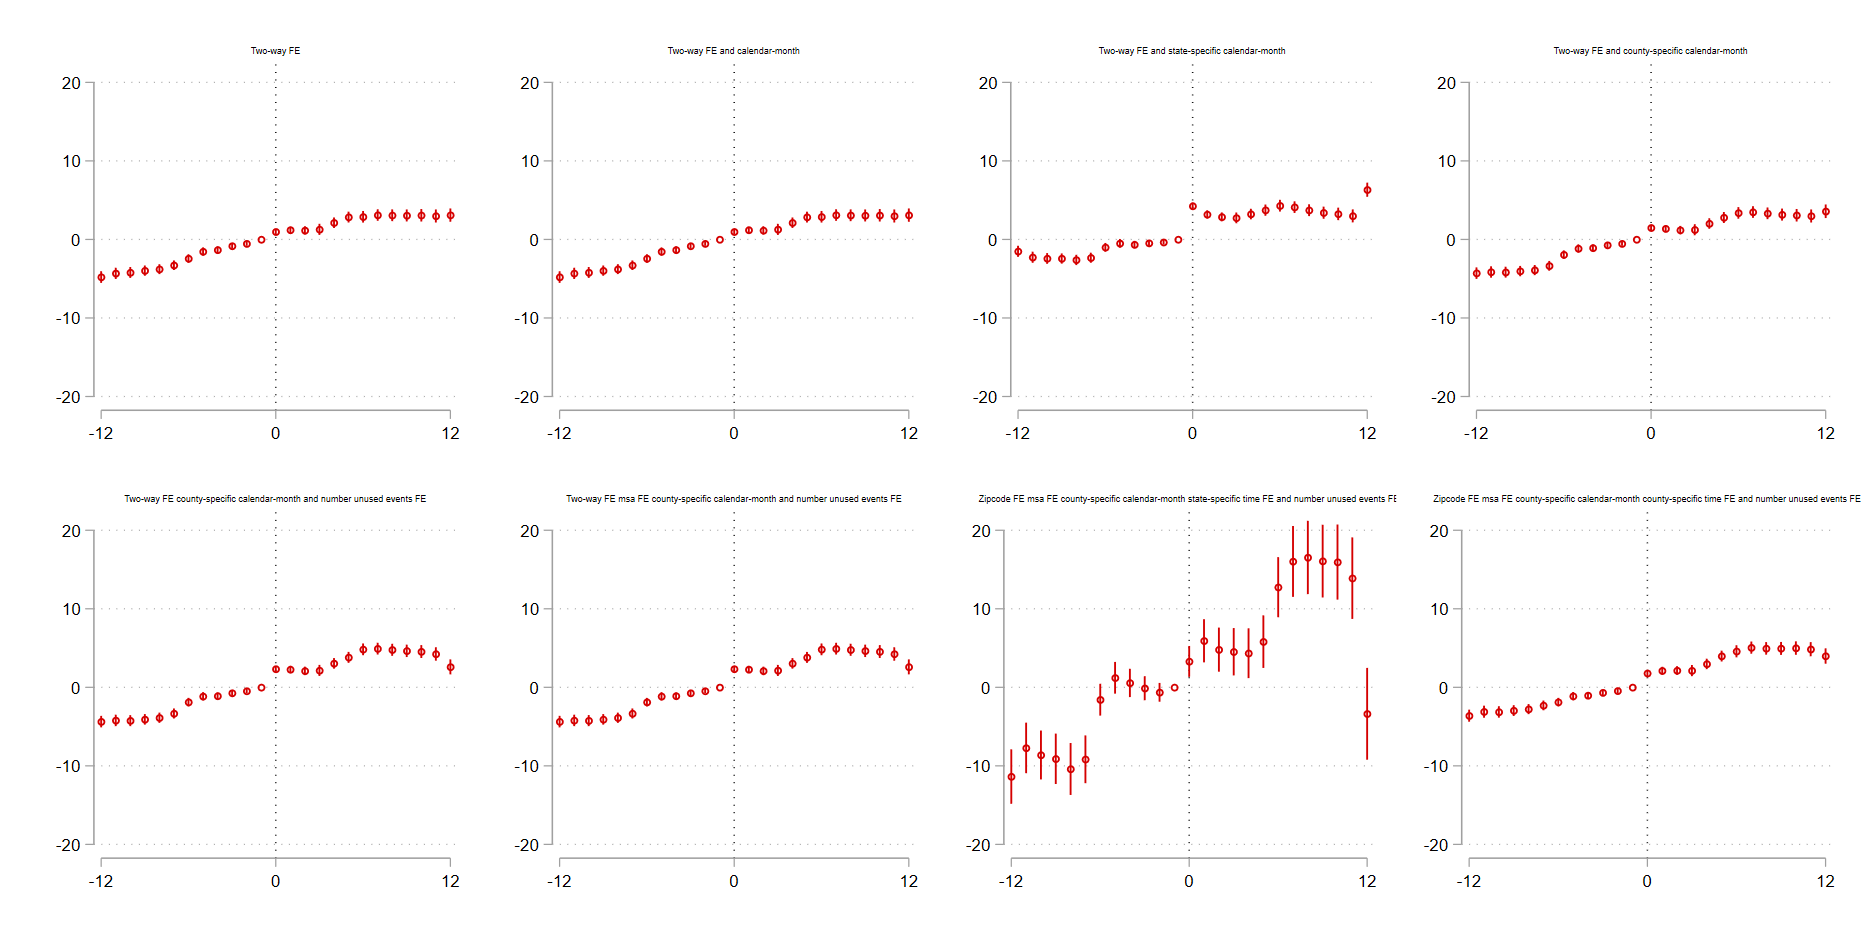 Two-way FE
20
10
0
-10
-20
-12 0 12
Two-way FE and calendar-month
20
10
0
-10
-20
-12 0 12
Two-way FE and state-specific calendar-month
20
10
0
-10
-20
-12 0 12
Two-way FE and county-specific calendar-month
20
10
0
-10
-20
-12 0 12
Two-way FE county-specific calendar-month and number unused events FE
20
10
0
-10
-20
-12 0 12
Two-way FE msa FE county-specific calendar-month and number unused events FE
20
10
0
-10
-20
-12 0 12
Zipcode FE msa FE county-specific calendar-month state-specific time FE and number unused events FE
20
10
0
-10
-20
-12 0 12
Zipcode FE msa FE county-specific calendar-month county-specific time FE and number unused events FE
20
10
0
-10
-20
-12 0 12